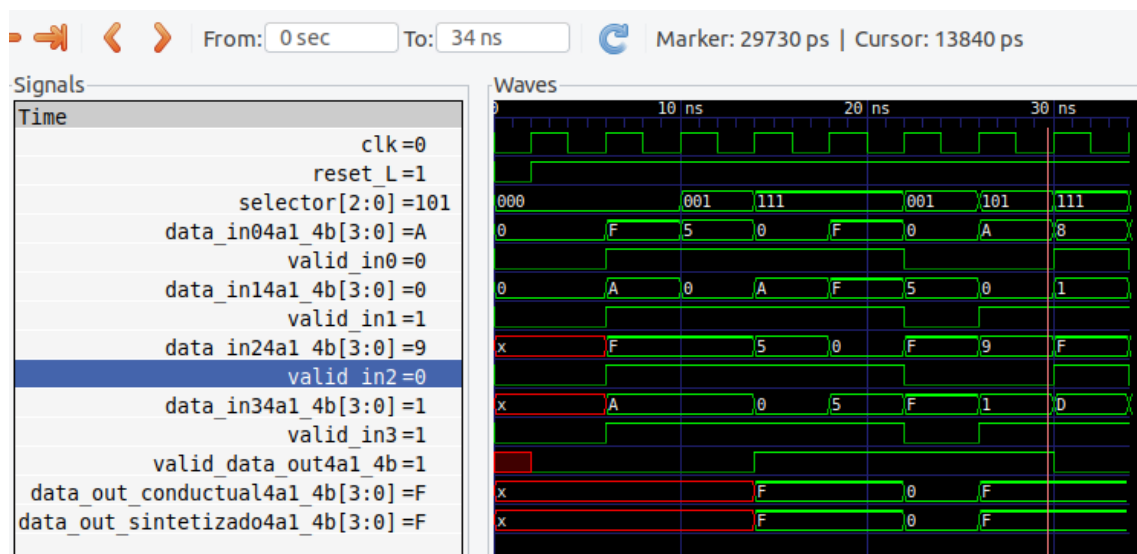 From: 0 sec To: 34 ns Marker: 29730 ps | Cursor: 13840 ps
Signals Waves
Time 0 10 ns 20 ns 30 ns
clk=0
reset_L=1
selector[2:0]=101 000 001 111 001 101 111
data_in04a1_4b[3:0]=A 0 F 5 0 F 0 A 8
valid_in0=0
data_in14a1_4b[3:0]=0 0 A 0 A F 5 0 1
valid_in1=1
data_in24a1_4b[3:0]=9 x F 5 0 F 9 F
valid_in2=0
data_in34a1_4b[3:0]=1 x A 0 5 F 1 D
valid_in3=1
valid_data_out4a1_4b=1
data_out_conductual4a1_4b[3:0]=F x F 0 F
data_out_sintetizado4a1_4b[3:0]=F x F 0 F